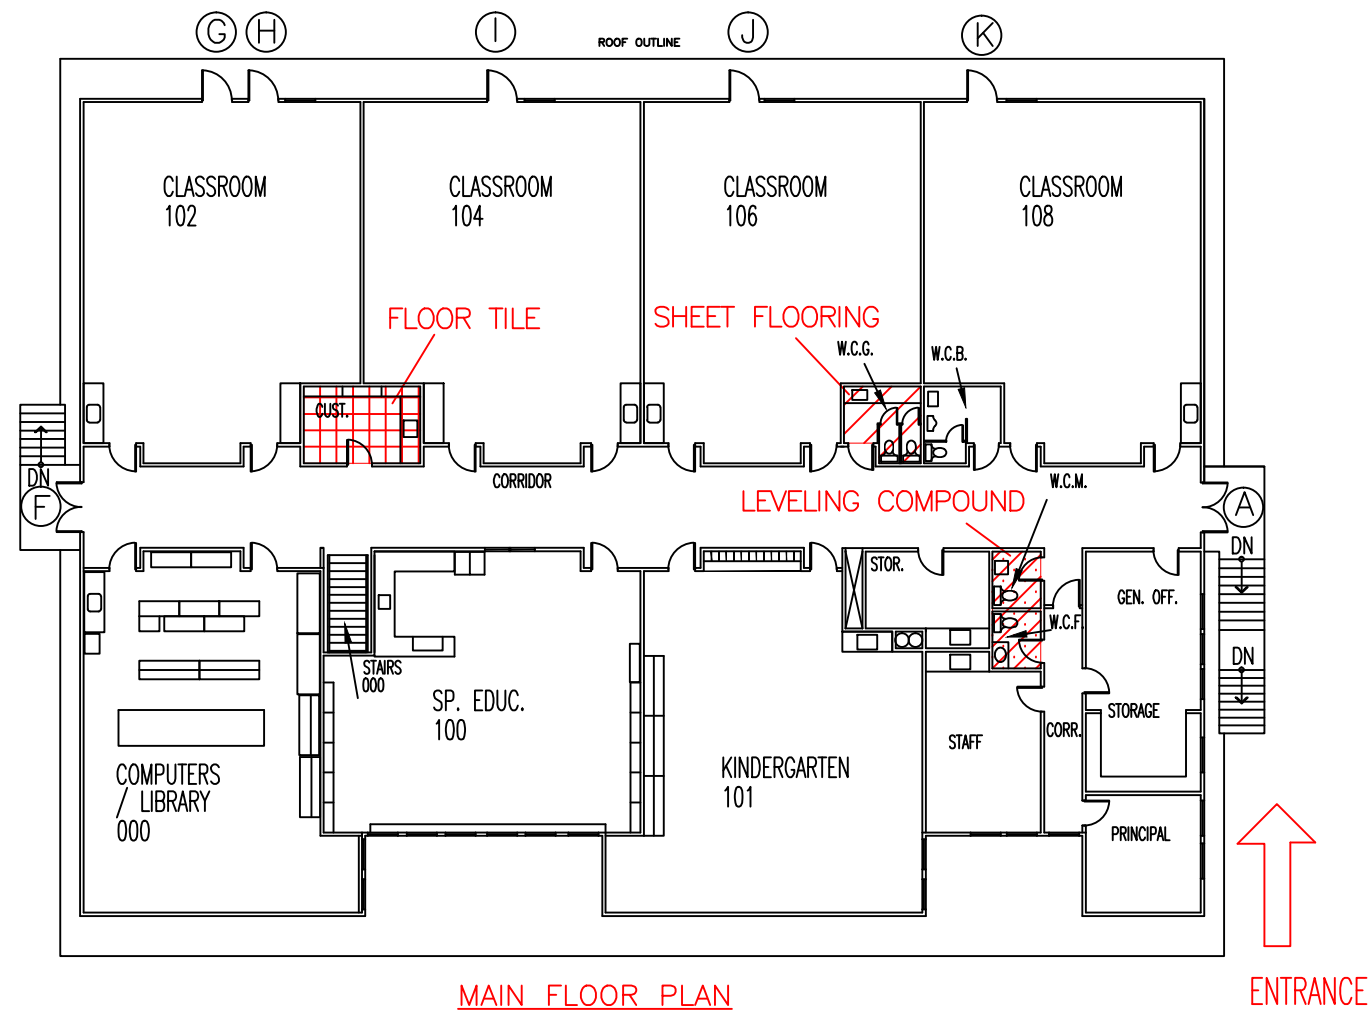 G H I J K
ROOF OUTLINE
CLASSROOM
102
CLASSROOM
104
CLASSROOM
106
CLASSROOM
108
FLOOR TILE
SHEET FLOORING
W.C.G.
W.C.B.
CUST.
DN
F
CORRIDOR
W.C.M.
LEVELING COMPOUND
A
DN
STOR.
GEN. OFF.
W.C.F.
DN
STAIRS
000
SP. EDUC.
100
STORAGE
CORR.
STAFF
COMPUTERS
/ LIBRARY
000
KINDERGARTEN
101
PRINCIPAL
MAIN FLOOR PLAN
ENTRANCE